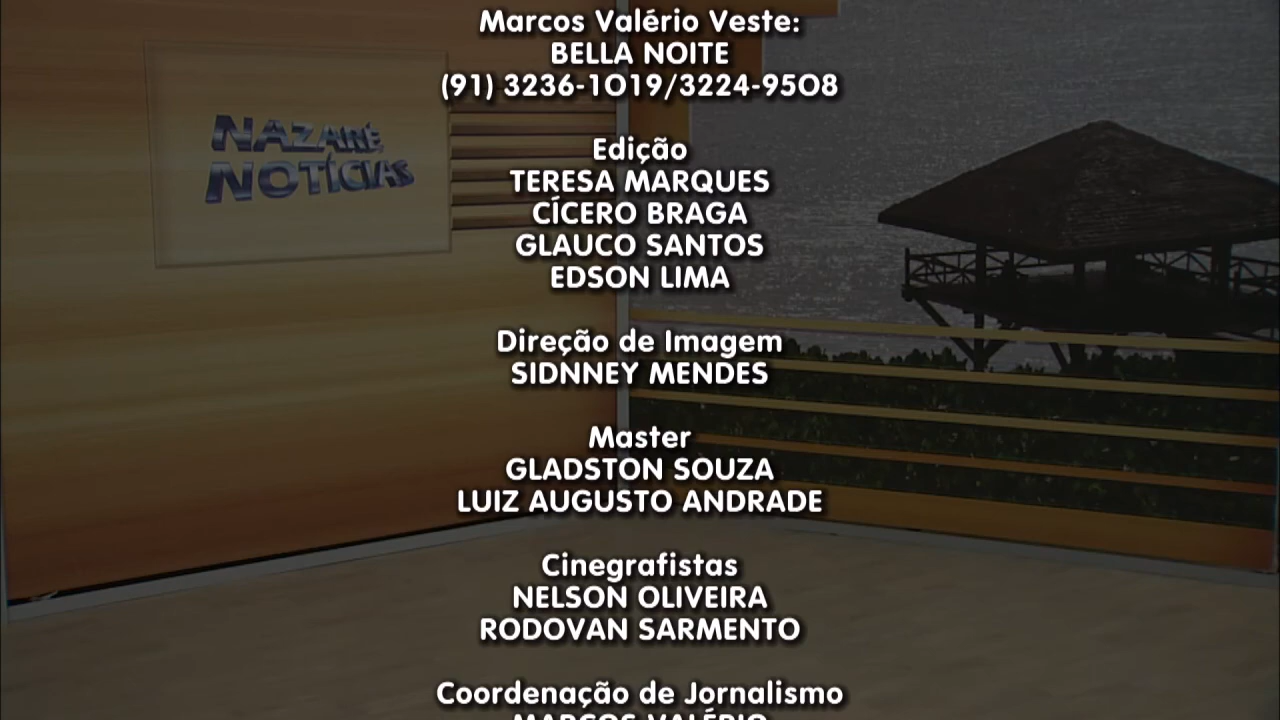 Marcos Valério Veste:
BELLA NOITE
(91) 3236-1019/3224-9508
NAZARÉ
NOTÍCIAS
Edição
TERESA MARQUES
CÍCERO BRAGA
GLAUCO SANTOS
EDSON LIMA
Direção de Imagem
SIDNNEY MENDES
Master
GLADSTON SOUZA
LUIZ AUGUSTO ANDRADE
Cinegrafistas
NELSON OLIVEIRA
RODOVAN SARMENTO
Coordenação de Jornalismo
MARCOS VALÉRIO